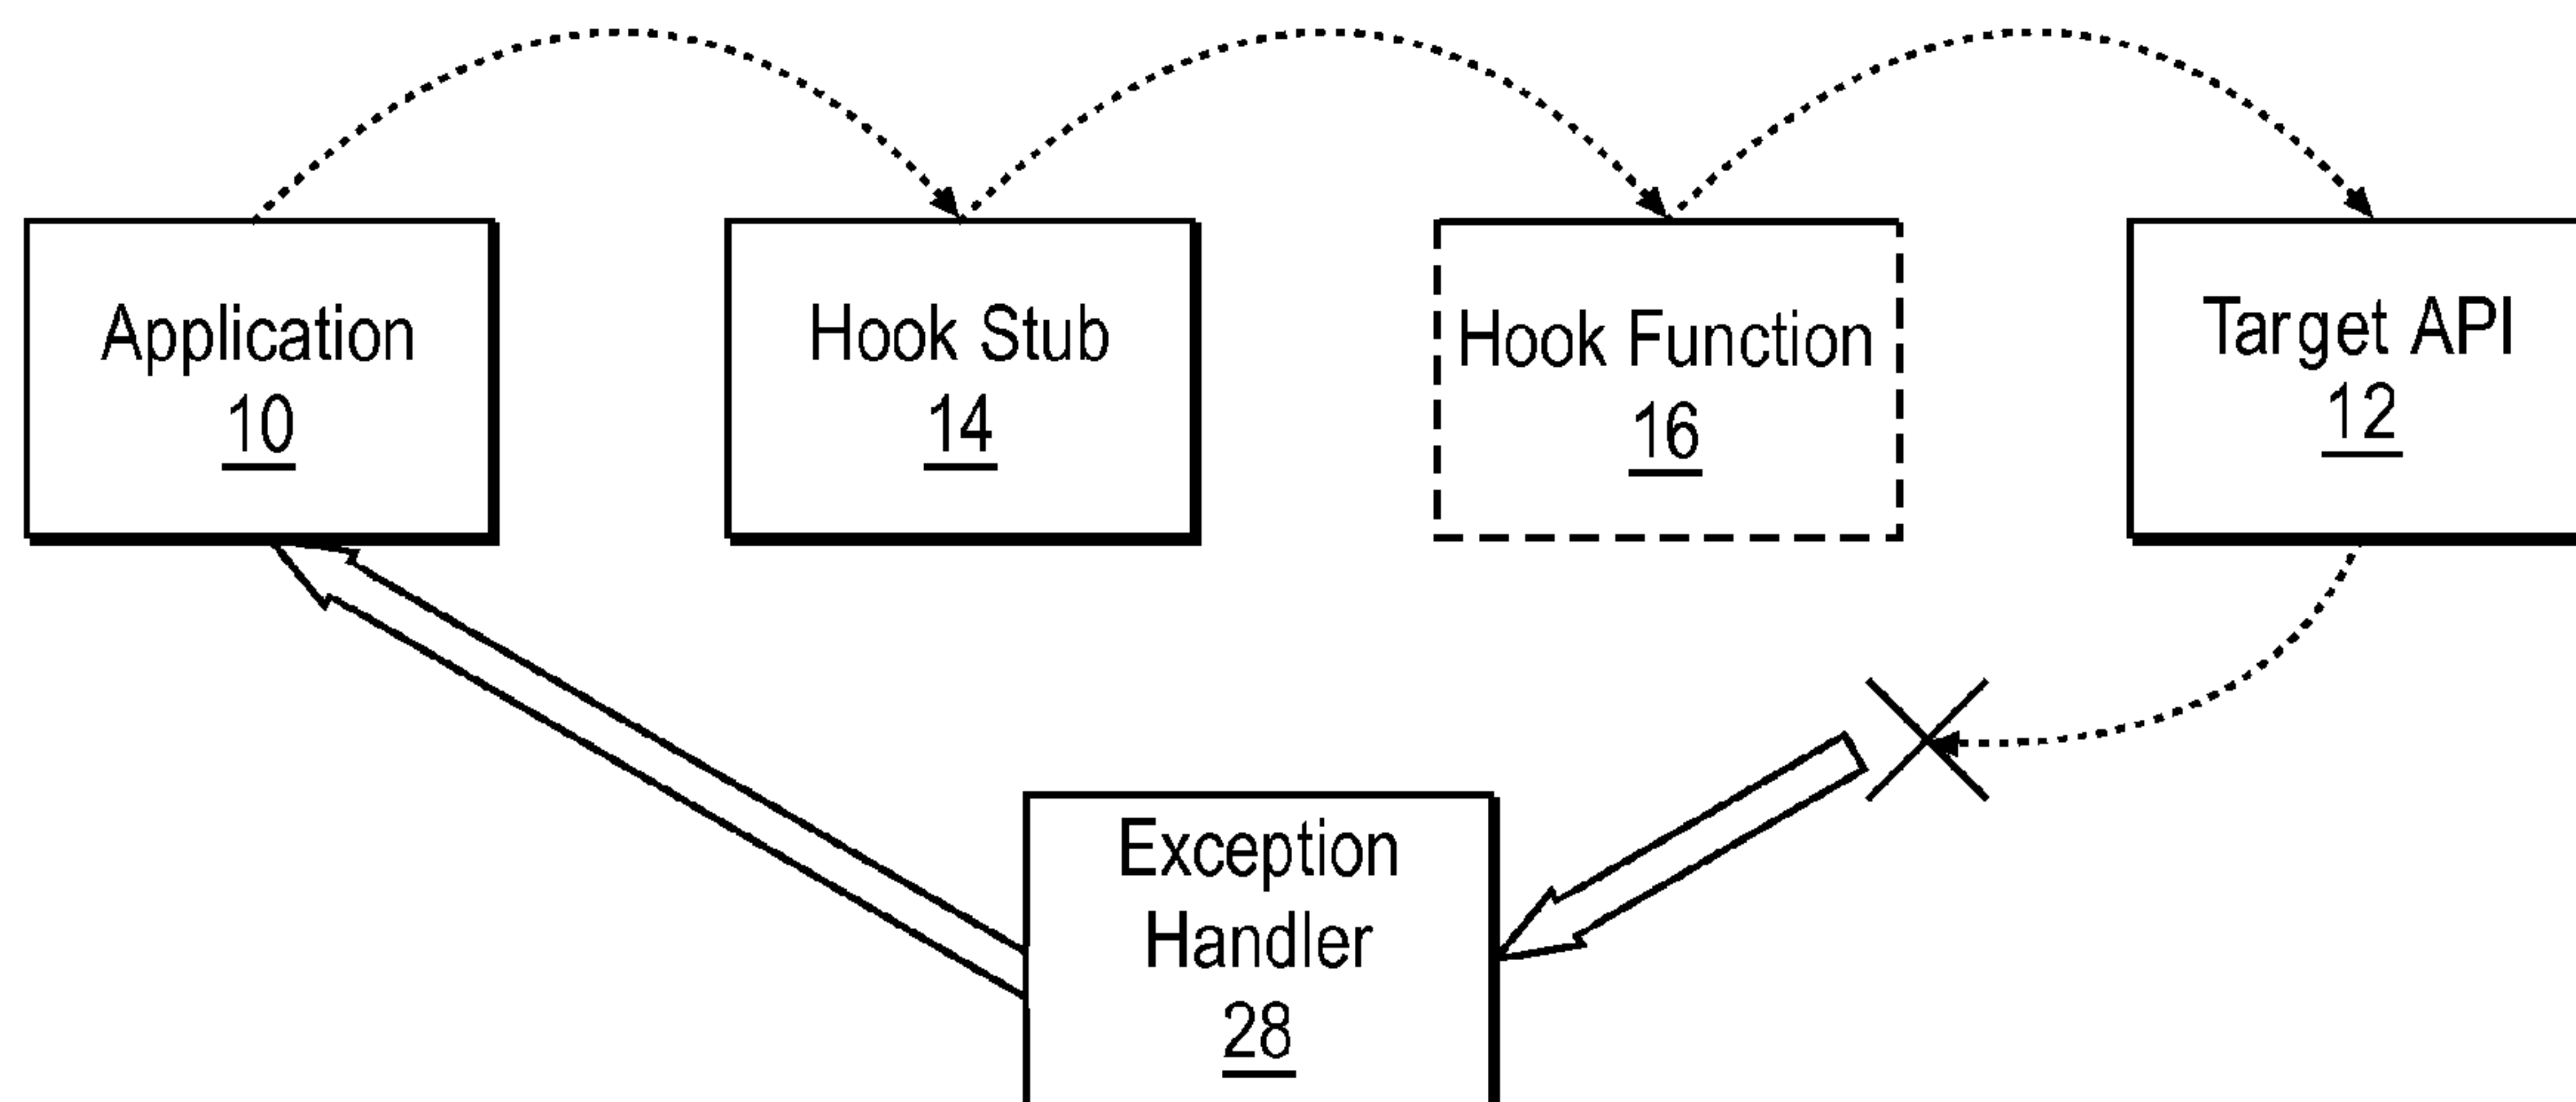 Application
10
Hook Stub
14
Hook Function
16
Target API
12
Exception
Handler
28